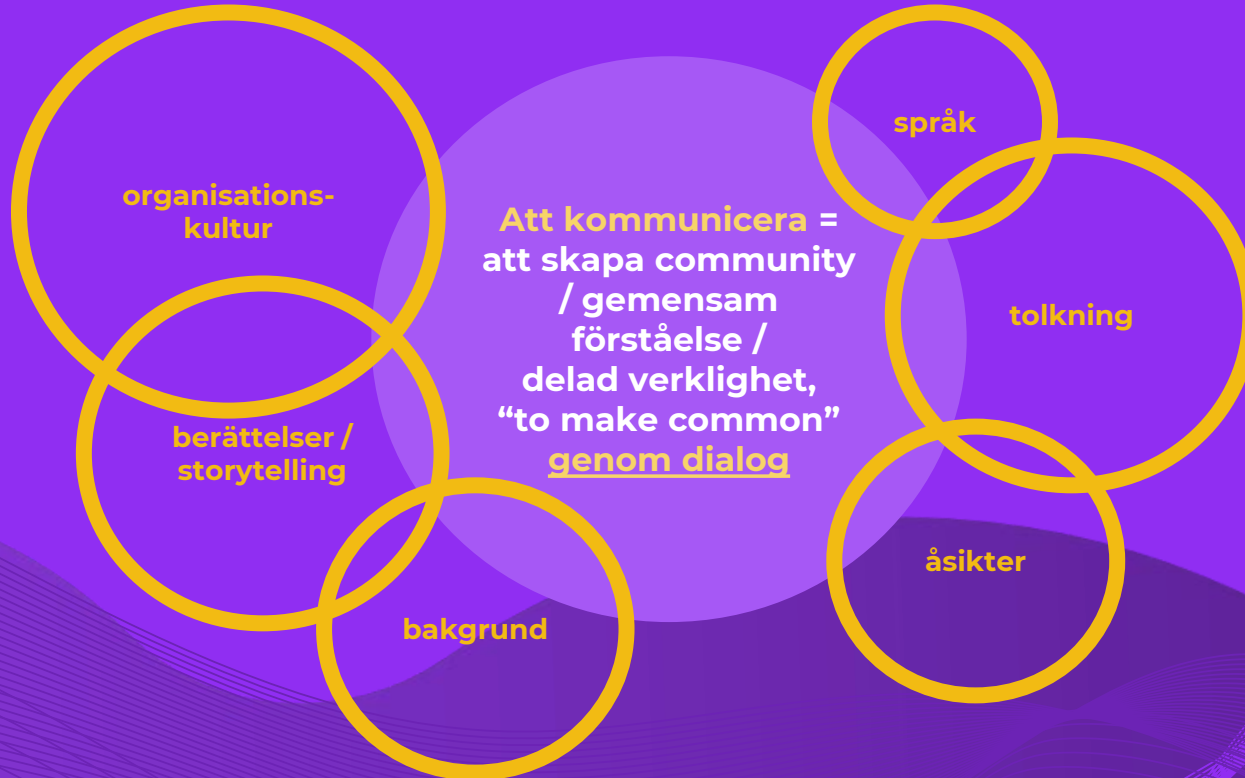 organisations-
kultur
berättelser /
storytelling
bakgrund
Att kommunicera =
att skapa community
/ gemensam
förståelse /
delad verklighet,
“to make common”
genom dialog
språk
tolkning
åsikter